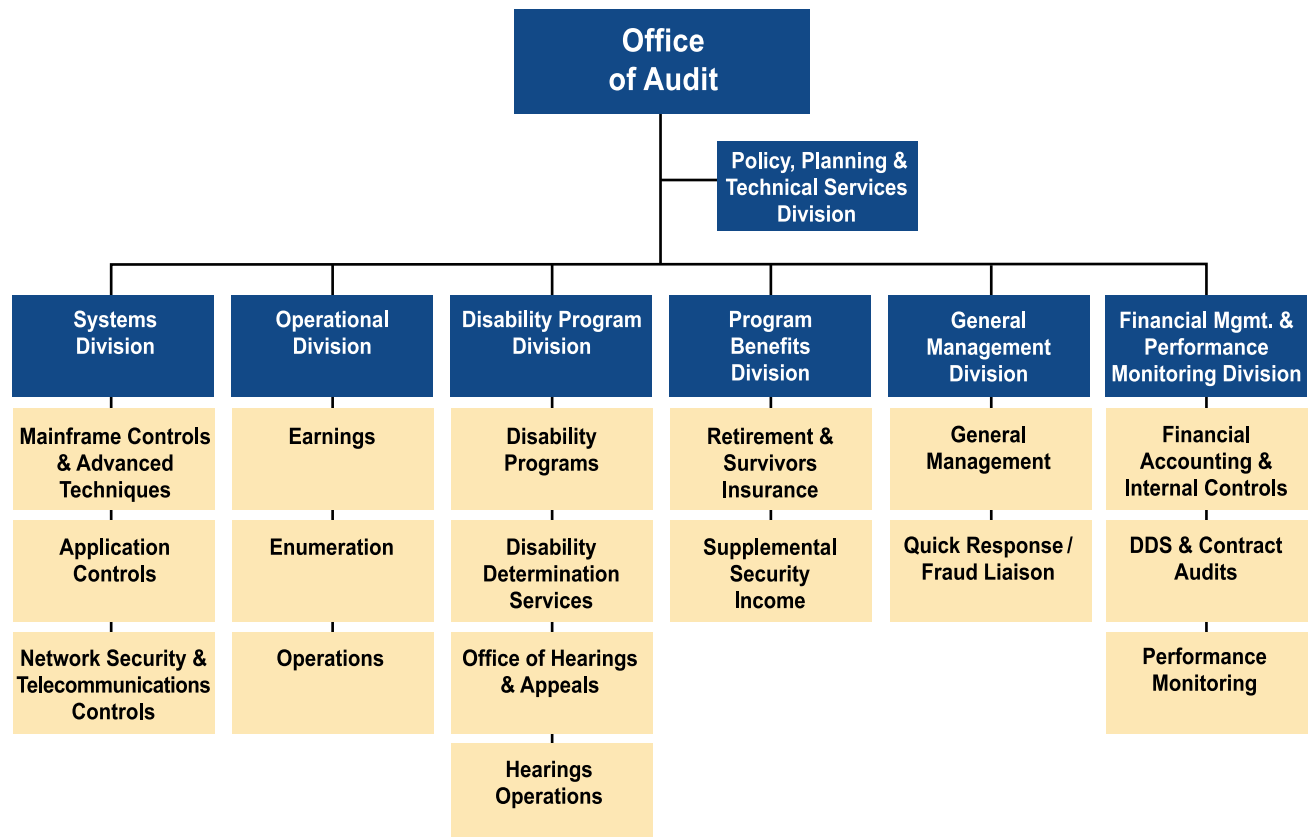 Office
of Audit
Policy, Planning &
Technical Services
Division
Systems
Division
Mainframe Controls
& Advanced
Techniques
Application
Controls
Network Security &
Telecommunications
Controls
Operational
Division
Earnings
Enumeration
Operations
Disability Program
Division
Disability
Programs
Disability
Determination
Services
Office of Hearings
& Appeals
Hearings
Operations
Program
Benefits
Division
Retirement &
Survivors
Insurance
Supplemental
Security
Income
General
Management
Division
General
Management
Quick Response /
Fraud Liaison
Financial Mgmt. &
Performance
Monitoring Division
Financial
Accounting &
Internal Controls
DDS & Contract
Audits
Performance
Monitoring